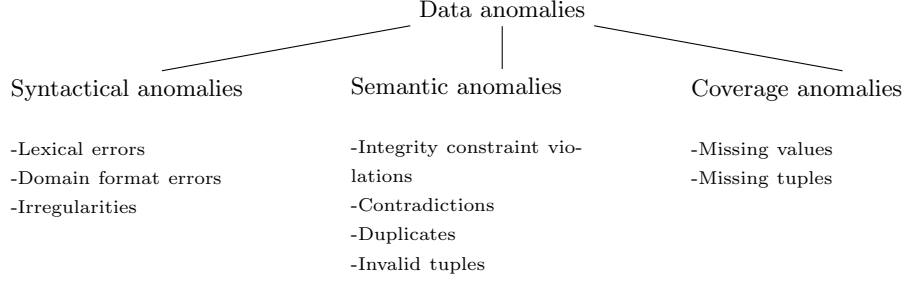 Data anomalies
Syntactical anomalies
-Lexical errors
-Domain format errors
-Irregularities
Semantic anomalies
-Integrity constraint vio-
lations
-Contradictions
-Duplicates
-Invalid tuples
Coverage anomalies
-Missing values
-Missing tuples